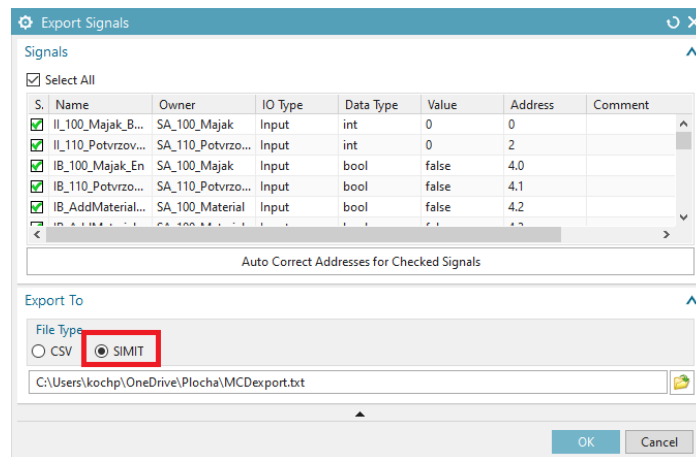 Export Signals
Signals
Select All
S. Name Owner IO Type Data Type Value Address Comment
II_100_Majak_B... SA_100_Majak Input int 0 0
II_110_Potvrzov... SA_110_Potvrzo... Input int 0 2
IB_100_Majak_En SA_100_Majak Input bool false 4.0
IB_110_Potvrzo... SA_110_Potvrzo... Input bool false 4.1
IB_AddMaterial... SA_100_Material Input bool false 4.2
Auto Correct Addresses for Checked Signals
Export To
File Type
CSV SIMIT
C:\Users\kochp\OneDrive\Plocha\MCDexport.txt
OK Cancel